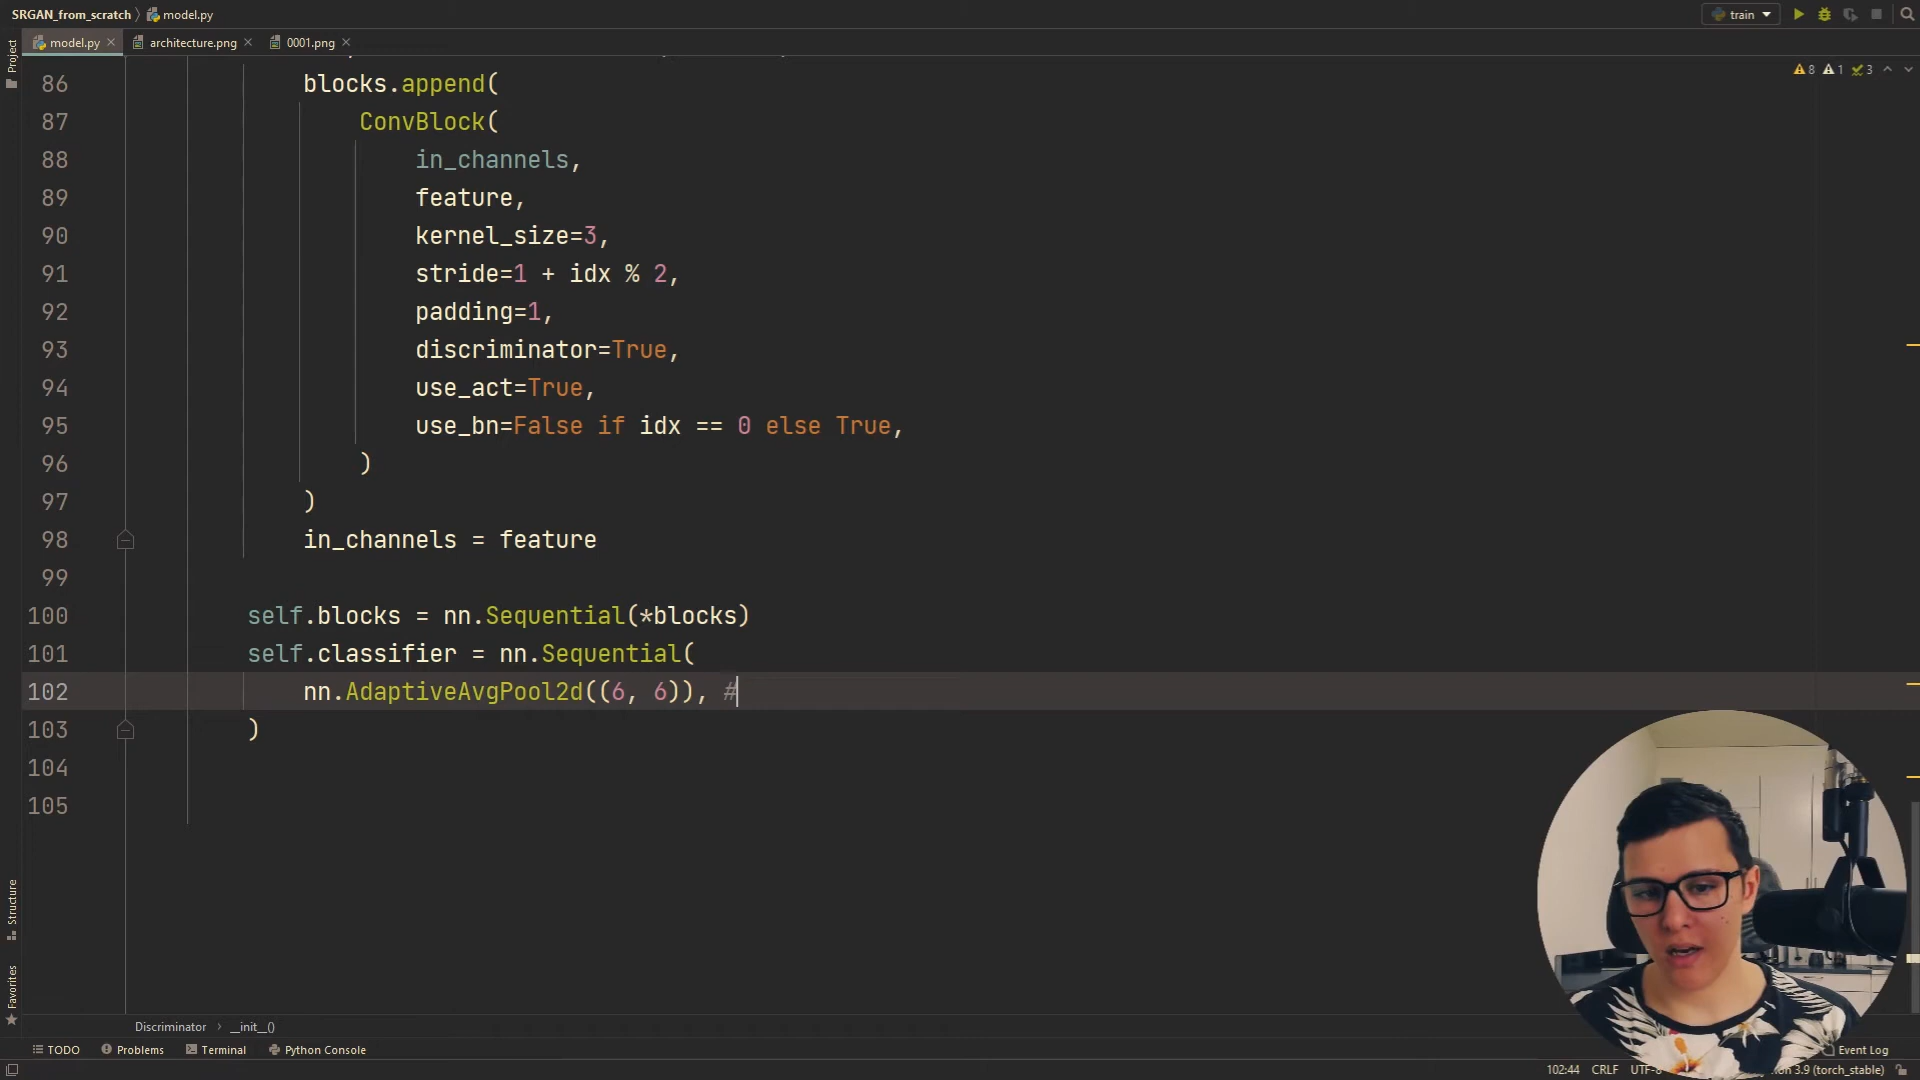 SRGAN_from_scratch model.py
train
model.py architecture.png 0001.png
Project
8 1 3
86 blocks.append(
87 ConvBlock(
88 in_channels,
89 feature,
90 kernel_size=3,
91 stride=1 + idx % 2,
92 padding=1,
93 discriminator=True,
94 use_act=True,
95 use_bn=False if idx == 0 else True,
96 )
97 )
98 in_channels = feature
99
100 self.blocks = nn.Sequential(*blocks)
101 self.classifier = nn.Sequential(
102 nn.AdaptiveAvgPool2d((6, 6)), #
103 )
104
105
Structure
Favorites
Discriminator __init__()
TODO Problems Terminal Python Console Event Log
102:44 CRLF 3.9 (torch_stable)